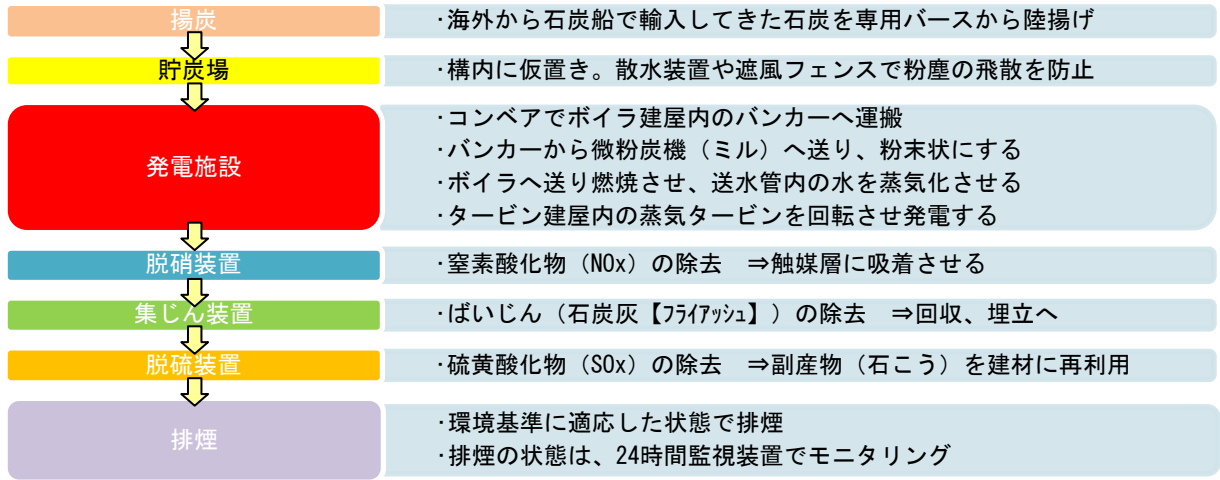 揚炭
・海外から石炭船で輸入してきた石炭を専用バースから陸揚げ
貯炭場
・構内に仮置き。散水装置や遮風フェンスで粉塵の飛散を防止
発電施設
・コンベアでボイラ建屋内のバンカーへ運搬
・バンカーから微粉炭機（ミル）へ送り、粉末状にする
・ボイラへ送り燃焼させ、送水管内の水を蒸気化させる
・タービン建屋内の蒸気タービンを回転させ発電する
脱硝装置
・窒素酸化物（NOx）の除去　⇒触媒層に吸着させる
集じん装置
・ばいじん（石炭灰【ﾌﾗｲｱｯｼｭ】）の除去　⇒回収、埋立へ
脱硫装置
・硫黄酸化物（SOx）の除去　⇒副産物（石こう）を建材に再利用
排煙
・環境基準に適応した状態で排煙
・排煙の状態は、24時間監視装置でモニタリング